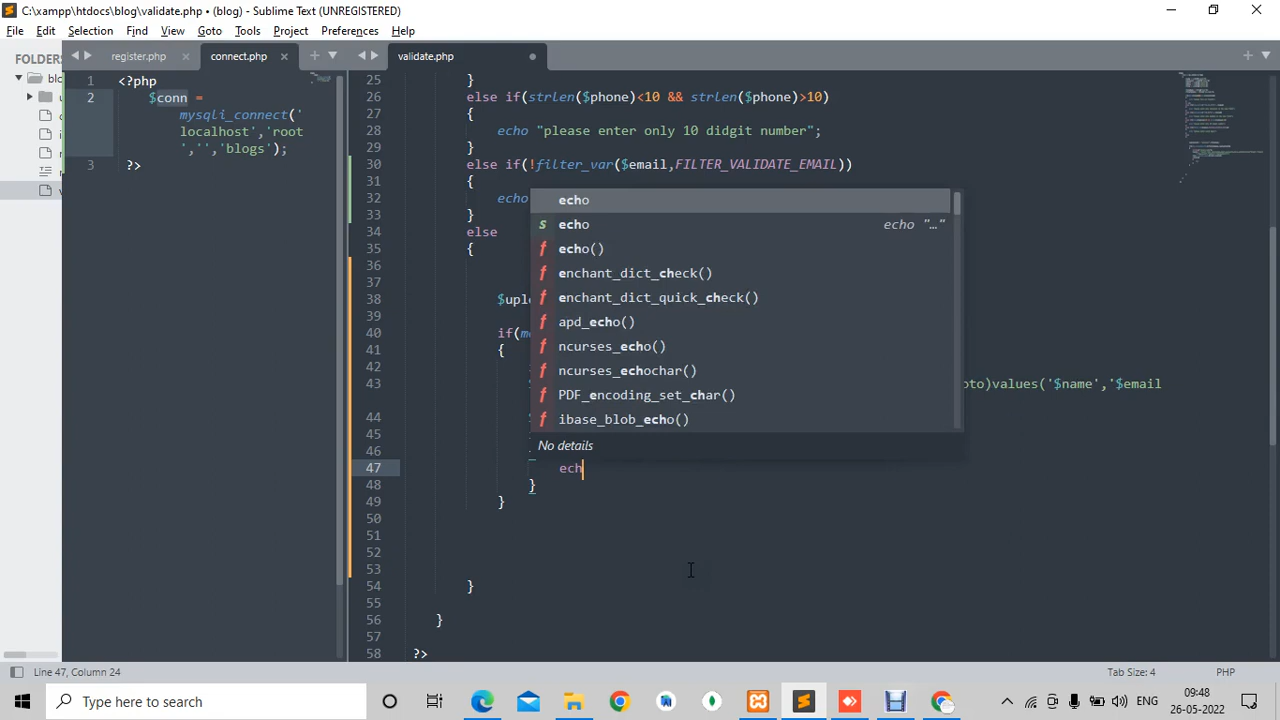 C:\xampp\htdocs\blog\validate.php • (blog) - Sublime Text (UNREGISTERED)
File Edit Selection Find View Goto Tools Project Preferences Help
FOLDERS
register.php connect.php validate.php
1 <?php
2 $conn =
mysqli_connect('
localhost','root
','','blogs');
3 ?>
25 }
26 else if(strlen($phone)<10 && strlen($phone)>10)
27 {
28 echo "please enter only 10 didgit number";
29 }
30 else if(!filter_var($email,FILTER_VALIDATE_EMAIL))
31 {
32 echo
33 }
34 else
35 {
36
37
38 $uplo
39
40 if(mo
41 {
42
43 oto)values('$name','$email
44
45
46
47 ech
48 }
49 }
50
51
52
53
54 }
55
56 }
57
58 ?>
echo
s echo echo "…"
f echo()
f enchant_dict_check()
f enchant_dict_quick_check()
f apd_echo()
f ncurses_echo()
f ncurses_echochar()
f PDF_encoding_set_char()
f ibase_blob_echo()
No details
Line 47, Column 24 Tab Size: 4 PHP
Type here to search
ENG
09:48
26-05-2022